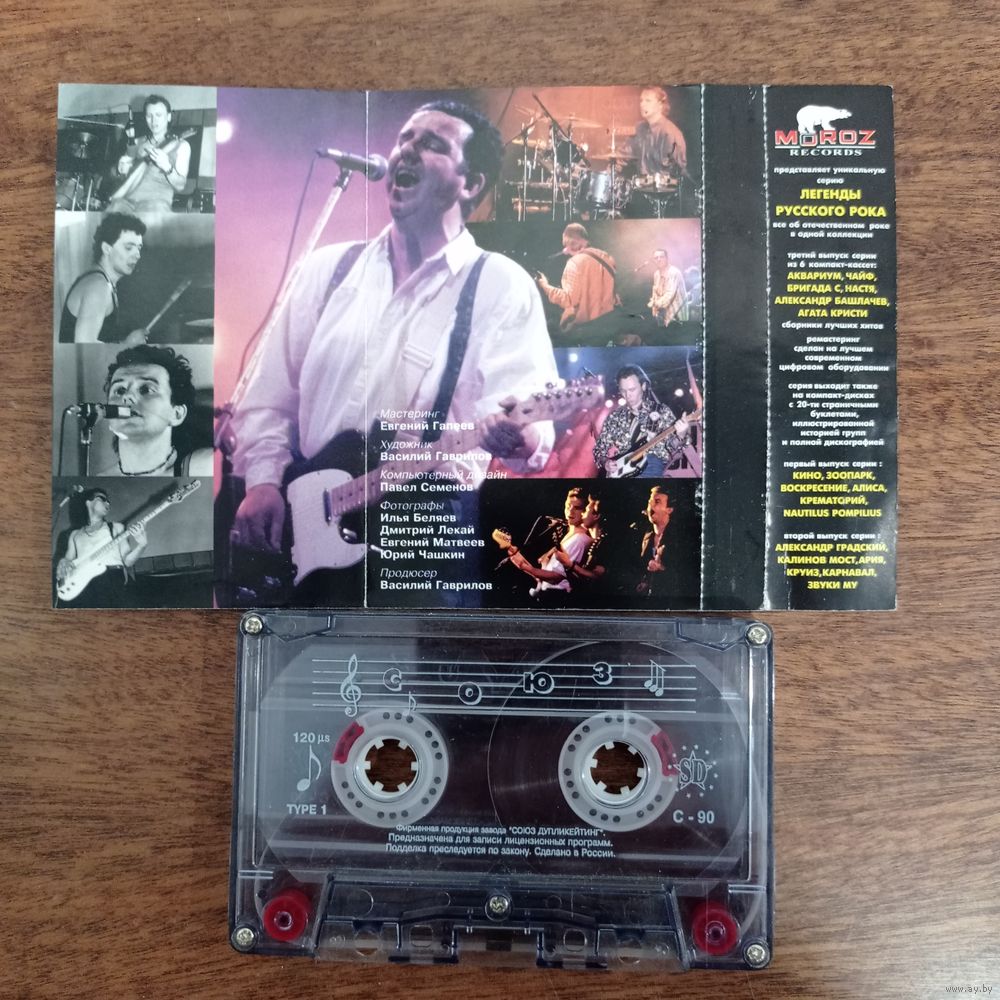 MOROZ
RECORDS
представляет уникальную
серию
ЛЕГЕНДЫ
РУССКОГО РОКА
все об отечественном роке
в одной коллекции
третий выпуск серии
из 6 компакт-кассет:
АКВАРИУМ, ЧАЙФ,
БРИГАДА С, НАСТЯ,
АЛЕКСАНДР БАШЛАЧЕВ,
АГАТА КРИСТИ
сборники лучших хитов
ремастеринг
сделан на лучшем
современном
цифровом оборудовании
серия выходит также
на компакт-дисках
с 20-ти страничными
буклетами,
иллюстрированной
историей групп
и полной дискографией
первый выпуск серии :
КИНО, ЗООПАРК,
ВОСКРЕСЕНИЕ, АЛИСА,
КРЕМАТОРИЙ,
NAUTILUS POMPILIUS
второй выпуск серии :
АЛЕКСАНДР ГРАДСКИЙ,
КАЛИНОВ МОСТ, АРИЯ,
КРУИЗ, КАРНАВАЛ,
ЗВУКИ МУ
Мастеринг
Евгений Гапеев
Художник
Василий Гаврилов
Компьютерный дизайн
Павел Семенов
Фотографы
Илья Беляев
Дмитрий Лекай
Евгений Матвеев
Юрий Чашкин
Продюсер
Василий Гаврилов
СОЮЗ
120 µs
TYPE 1
SD
C - 90
Фирменная продукция завода "СОЮЗ ДУПЛИКЕЙТИНГ".
Предназначена для записи лицензионных программ.
Подделка преследуется по закону. Сделано в России.
www.ay.by